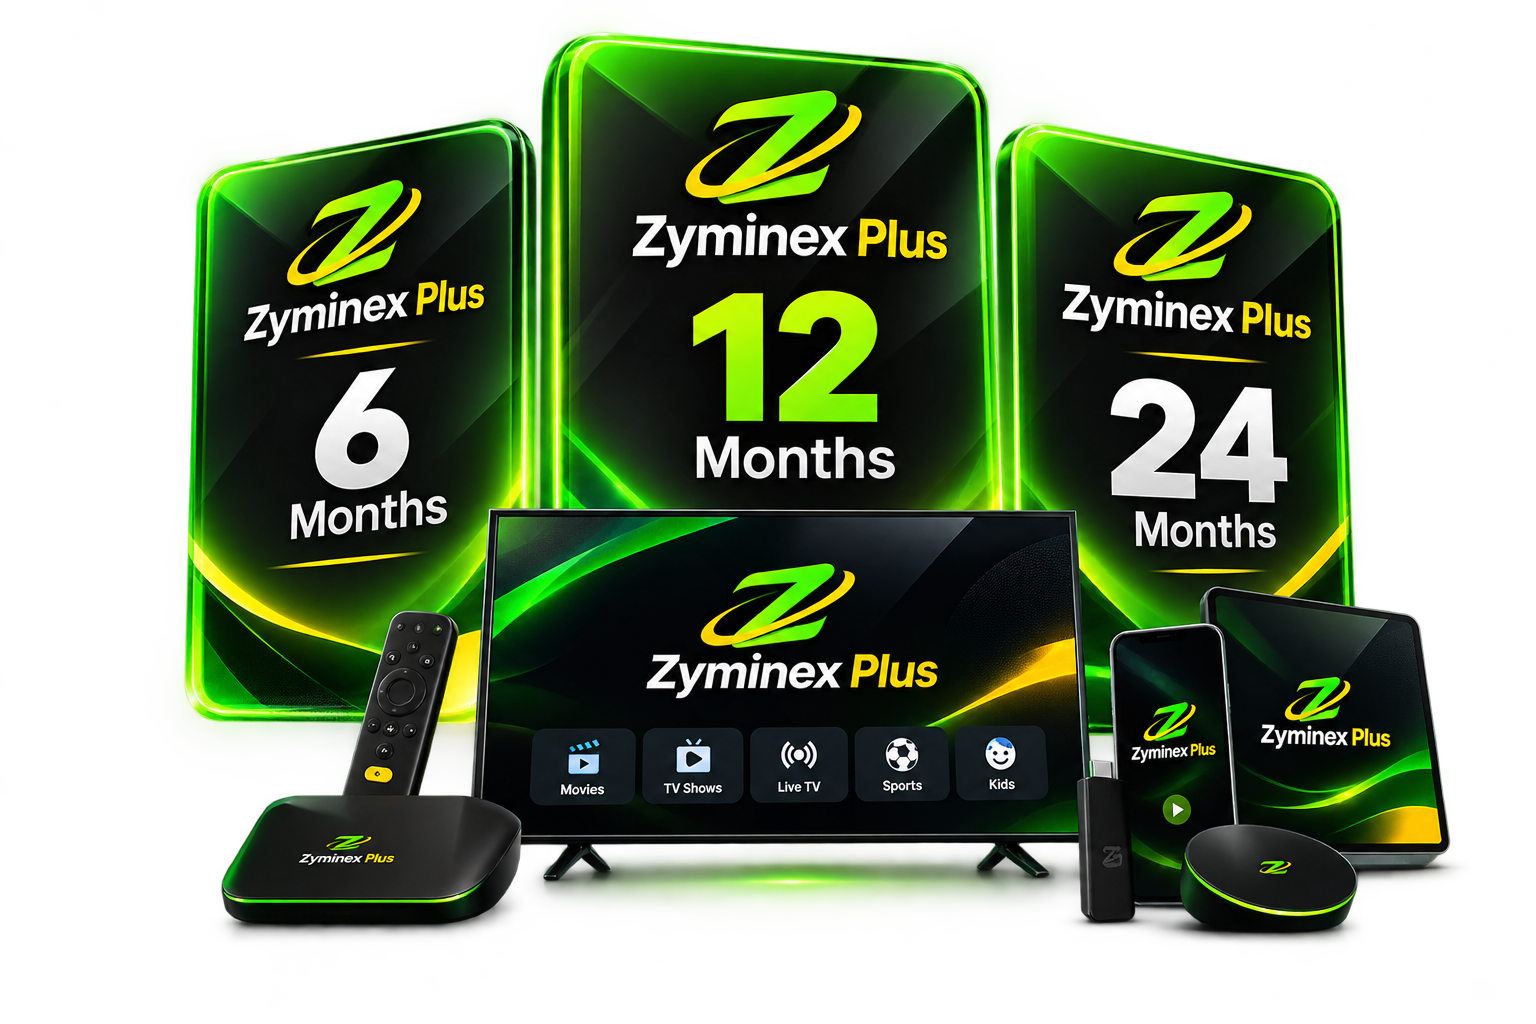 Zyminex Plus
6
Months
Zyminex Plus
12
Months
Zyminex Plus
24
Months
Zyminex Plus
Movies
TV Shows
Live TV
Sports
Kids
Zyminex Plus
Zyminex Plus
Zyminex Plus